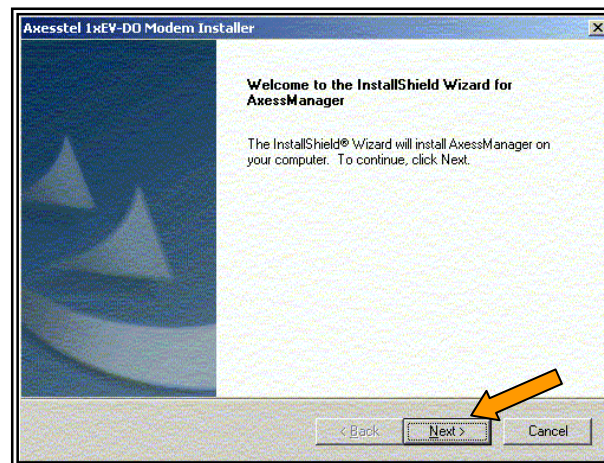 Axesstel 1xEV-DO Modem Installer
Welcome to the InstallShield Wizard for
AxessManager
The InstallShield® Wizard will install AxessManager on
your computer. To continue, click Next.
< Back
Next >
Cancel